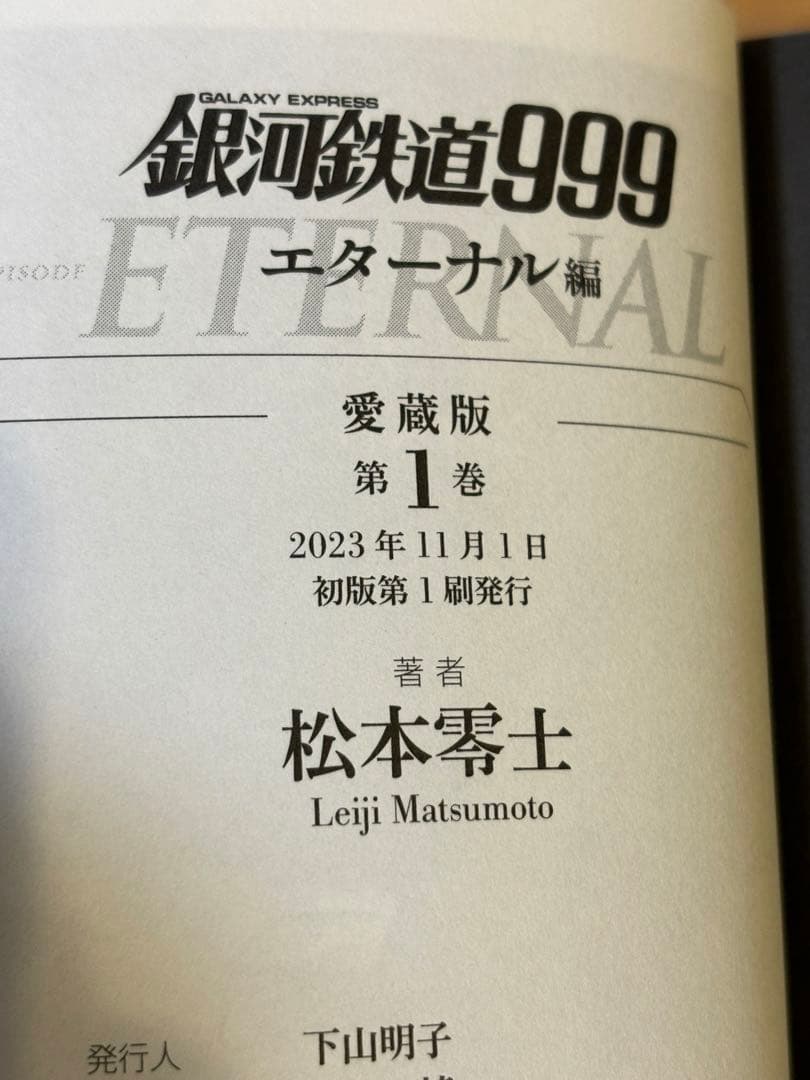 GALAXY EXPRESS
銀河鉄道999
EPISODE ETERNAL
エターナル編
愛蔵版
第1巻
2023年11月1日
初版第1刷発行
著者
松本零士
Leiji Matsumoto
発行人 下山明子